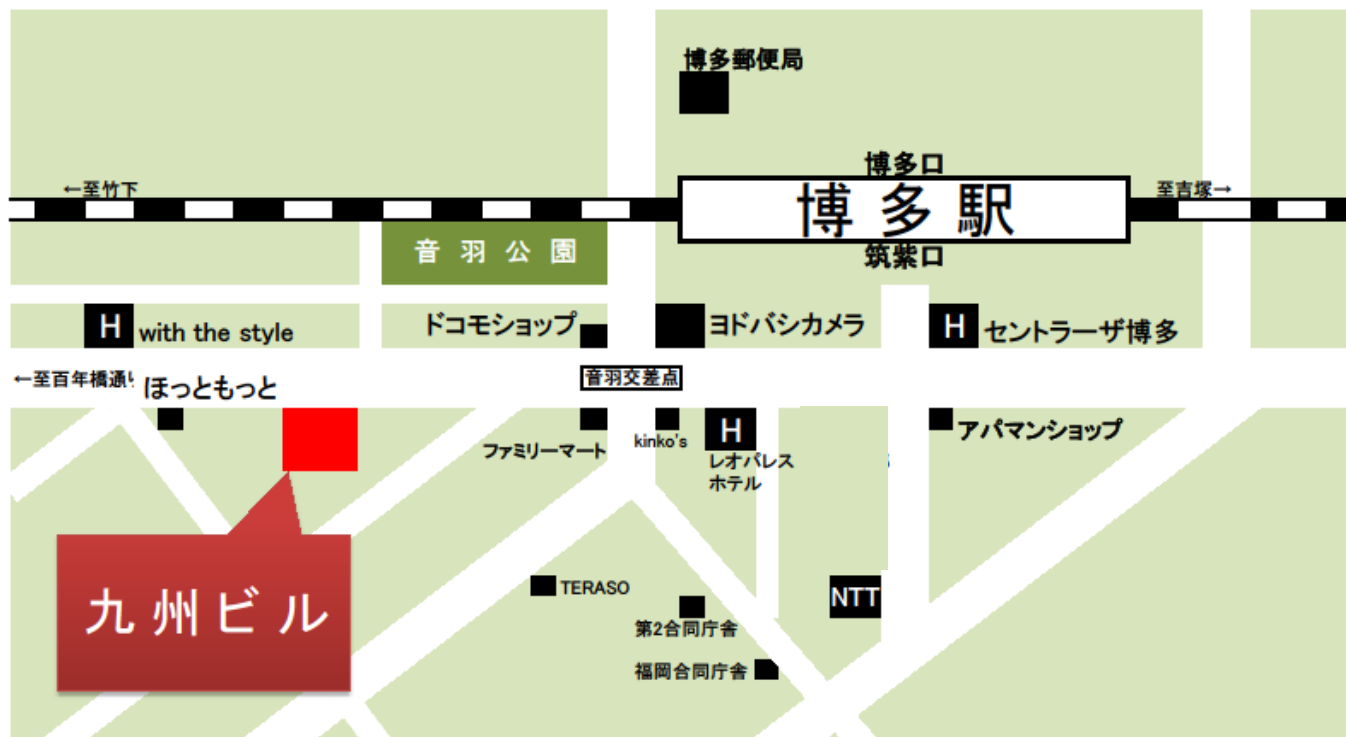 博多郵便局
博多口
←至竹下
博多駅
至吉塚→
音羽公園
筑紫口
H with the style
ドコモショップ
ヨドバシカメラ
H セントラーザ博多
←至百年橋通り
ほっともっと
音羽交差点
ファミリーマート
kinko's
H
レオパレス
ホテル
アパマンショップ
九州ビル
TERASO
NTT
第2合同庁舎
福岡合同庁舎